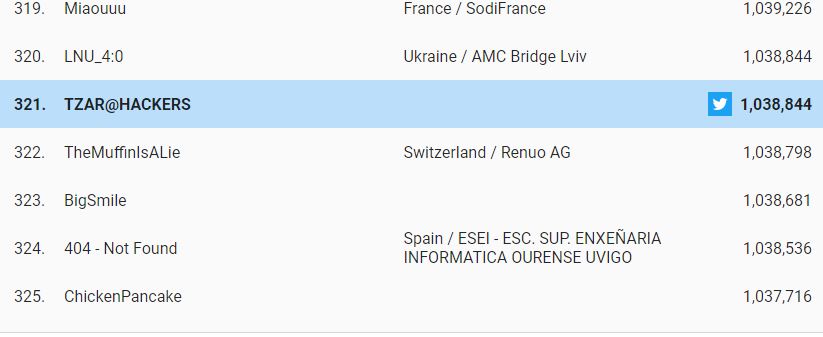 319. Miaouuu France / SodiFrance 1,039,226
320. LNU_4:0 Ukraine / AMC Bridge Lviv 1,038,844
321. TZAR@HACKERS 1,038,844
322. TheMuffinIsALie Switzerland / Renuo AG 1,038,798
323. BigSmile 1,038,681
324. 404 - Not Found Spain / ESEI - ESC. SUP. ENXEÑARIA INFORMATICA OURENSE UVIGO 1,038,536
325. ChickenPancake 1,037,716